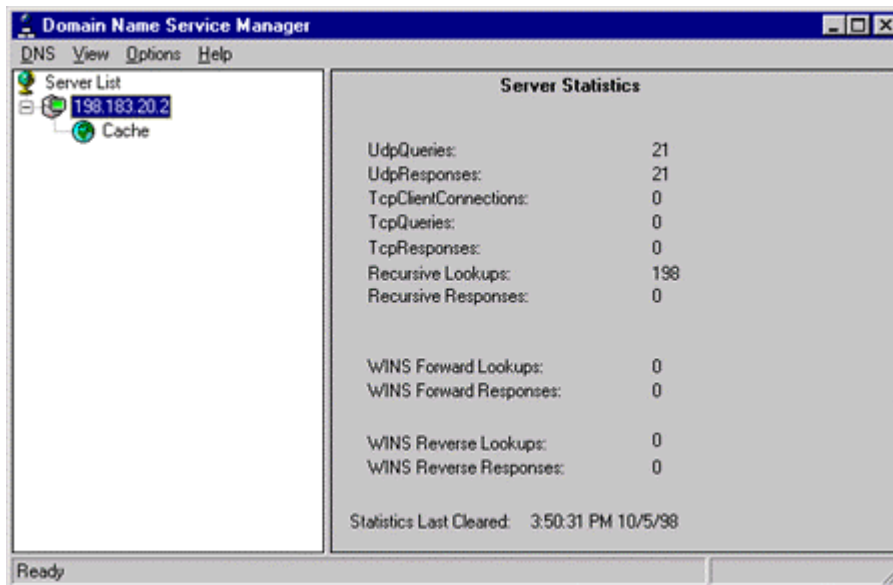 Domain Name Service Manager
DNS View Options Help
Server List
198.183.20.2
Cache
Server Statistics
UdpQueries: 21
UdpResponses: 21
TcpClientConnections: 0
TcpQueries: 0
TcpResponses: 0
Recursive Lookups: 198
Recursive Responses: 0
WINS Forward Lookups: 0
WINS Forward Responses: 0
WINS Reverse Lookups: 0
WINS Reverse Responses: 0
Statistics Last Cleared: 3:50:31 PM 10/5/98
Ready